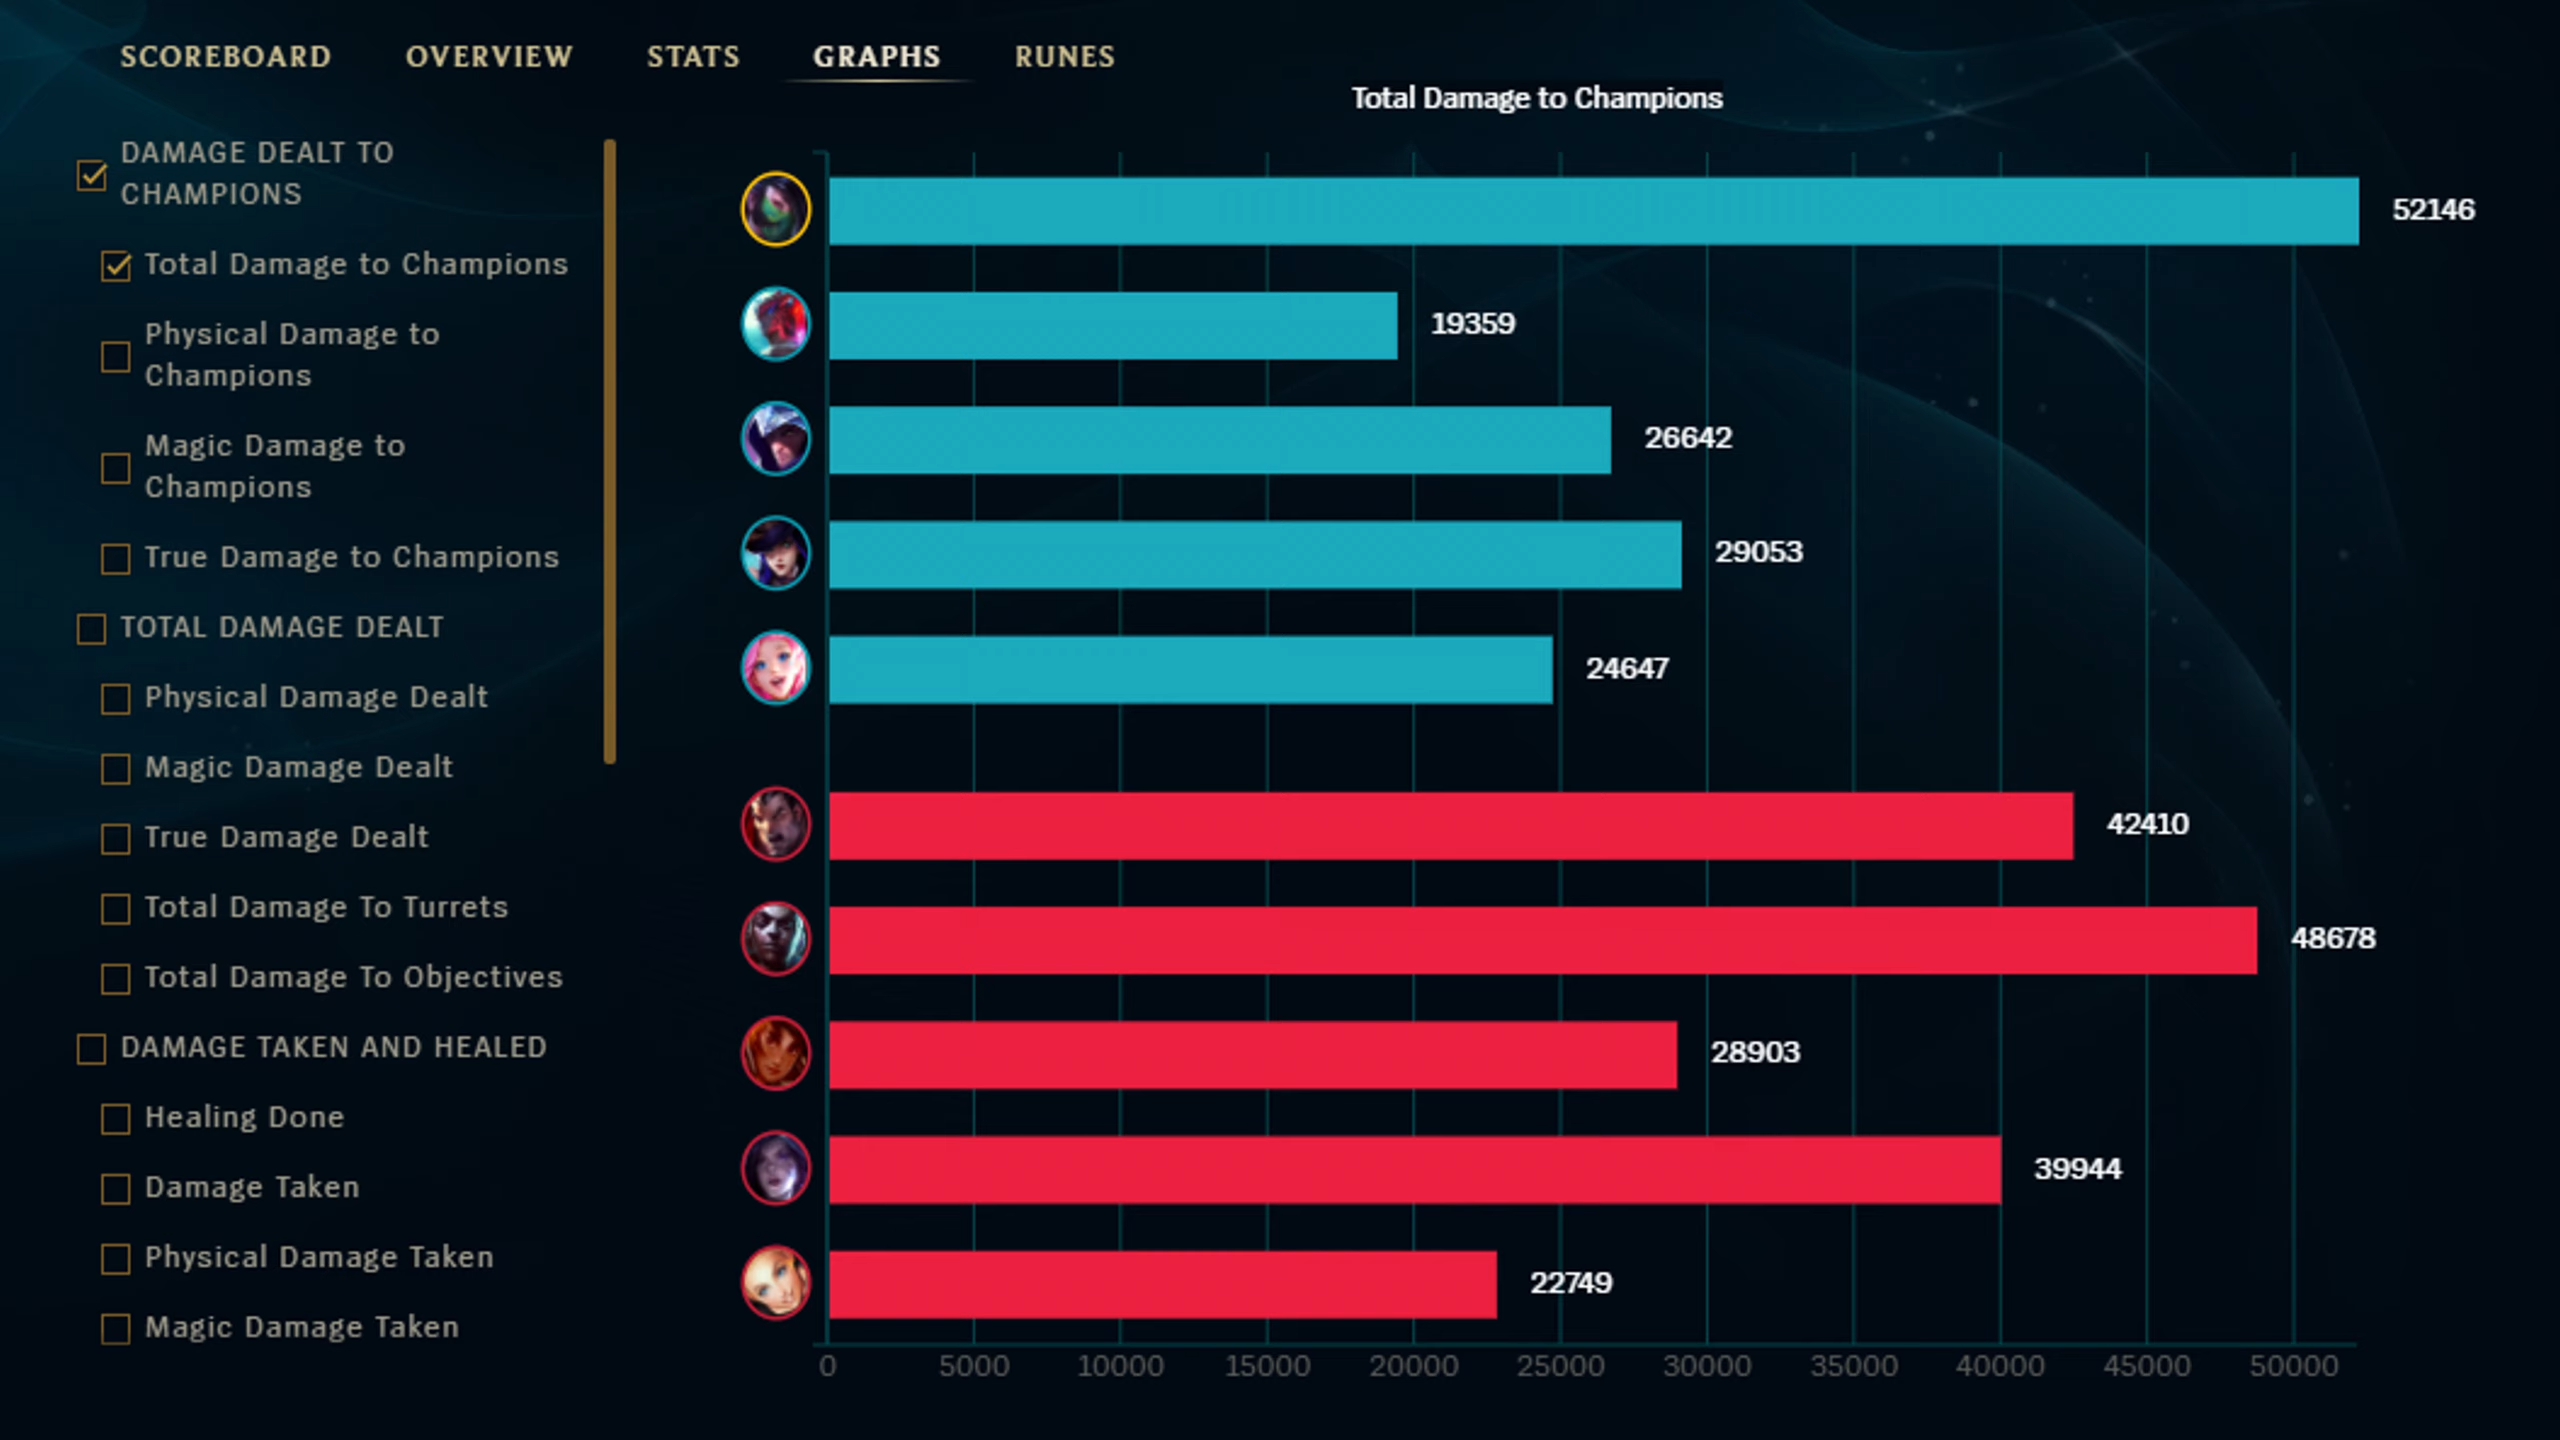 SCOREBOARD OVERVIEW STATS GRAPHS RUNES
Total Damage to Champions
DAMAGE DEALT TO
CHAMPIONS
Total Damage to Champions
Physical Damage to
Champions
Magic Damage to
Champions
True Damage to Champions
TOTAL DAMAGE DEALT
Physical Damage Dealt
Magic Damage Dealt
True Damage Dealt
Total Damage To Turrets
Total Damage To Objectives
DAMAGE TAKEN AND HEALED
Healing Done
Damage Taken
Physical Damage Taken
Magic Damage Taken
52146
19359
26642
29053
24647
42410
48678
28903
39944
22749
0 5000 10000 15000 20000 25000 30000 35000 40000 45000 50000